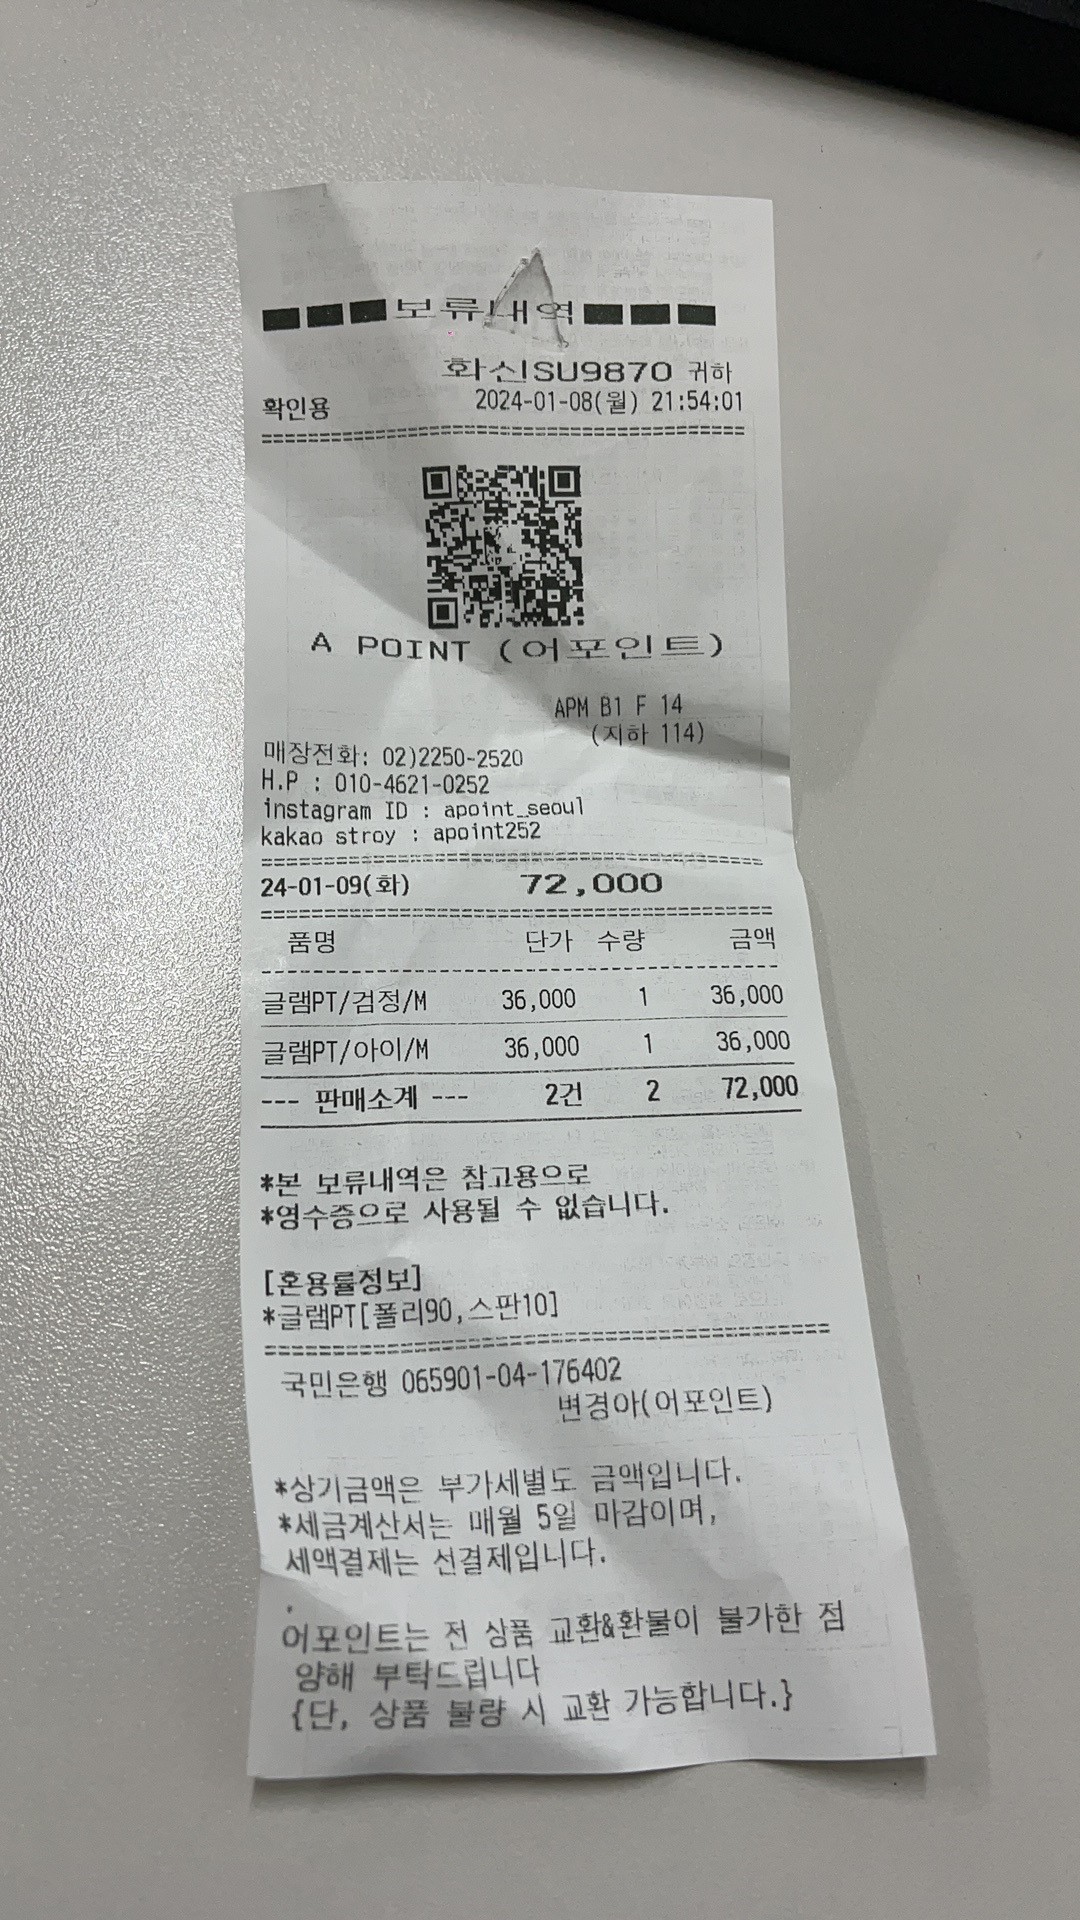 ■■■보류내역■■■
화신SU9870 귀하
확인용 2024-01-08(월) 21:54:01
A POINT (어포인트)
APM B1 F 14
(지하 114)
매장전화: 02)2250-2520
H.P : 010-4621-0252
instagram ID : apoint_seoul
kakao stroy : apoint252
24-01-09(화) 72,000
품명 단가 수량 금액
글램PT/검정/M 36,000 1 36,000
글램PT/아이/M 36,000 1 36,000
--- 판매소계 --- 2건 2 72,000
*본 보류내역은 참고용으로
*영수증으로 사용될 수 없습니다.
[혼용률정보]
*글램PT[폴리90,스판10]
국민은행 065901-04-176402
변경아(어포인트)
*상기금액은 부가세별도 금액입니다.
*세금계산서는 매월 5일 마감이며,
세액결제는 선결제입니다.
.
어포인트는 전 상품 교환&환불이 불가한 점
양해 부탁드립니다
{단, 상품 불량 시 교환 가능합니다.}